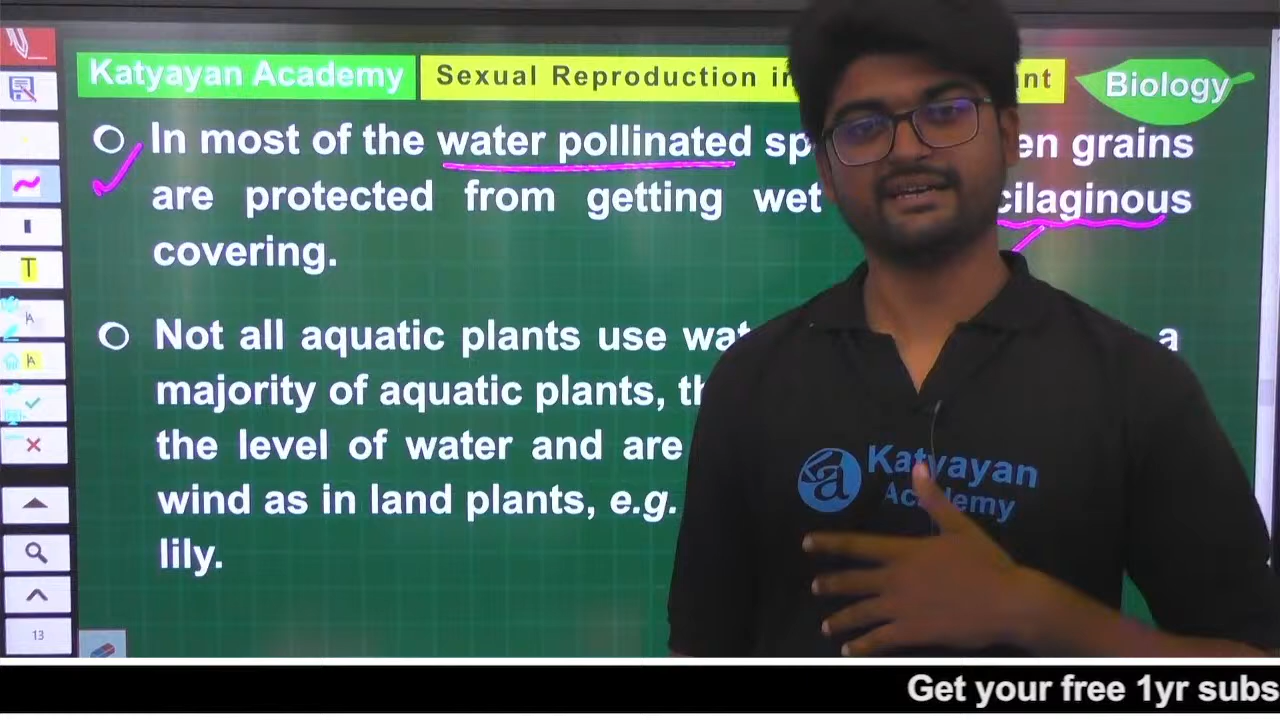 Katyayan Academy
Sexual Reproduction in
nt
Biology
In most of the water pollinated sp en grains
are protected from getting wet cilaginous
covering.
Not all aquatic plants use wat a
majority of aquatic plants, th
the level of water and are
wind as in land plants, e.g.
lily.
Katyayan
Academy
T
A
A
13
Get your free 1yr subs